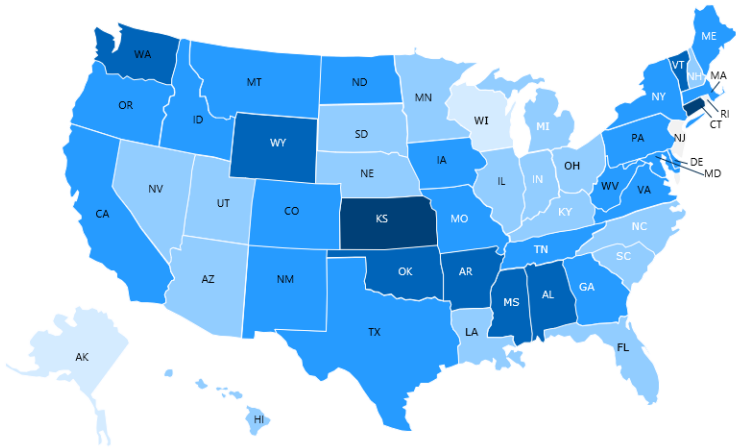 ME
WA
VT
NH
MA
MT
ND
MN
OR
ID
NY
WI
RI
SD
MI
CT
WY
PA
NJ
IA
NE
OH
DE
NV
UT
IL
IN
MD
WV
VA
CA
CO
KS
MO
KY
NC
TN
SC
AZ
NM
OK
AR
MS
AL
GA
TX
LA
FL
AK
HI